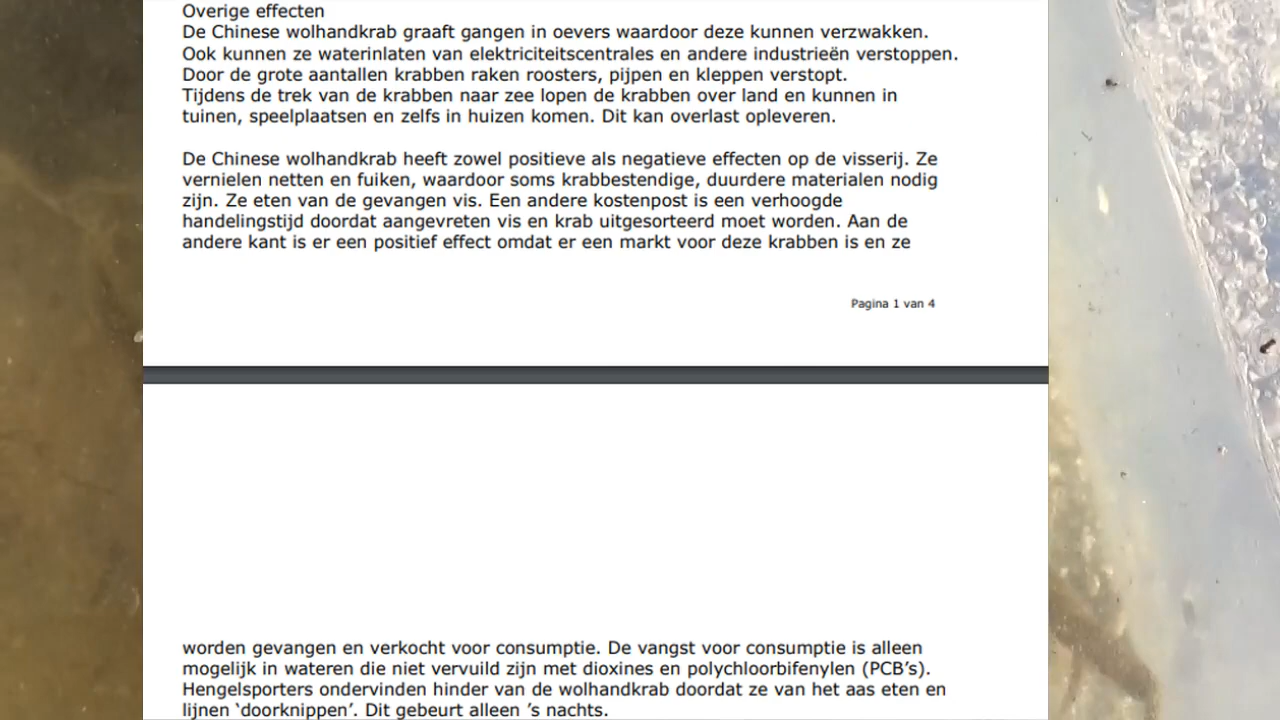 Overige effecten
De Chinese wolhandkrab graaft gangen in oevers waardoor deze kunnen verzwakken.
Ook kunnen ze waterinlaten van elektriciteitscentrales en andere industrieën verstoppen.
Door de grote aantallen krabben raken roosters, pijpen en kleppen verstopt.
Tijdens de trek van de krabben naar zee lopen de krabben over land en kunnen in
tuinen, speelplaatsen en zelfs in huizen komen. Dit kan overlast opleveren.
De Chinese wolhandkrab heeft zowel positieve als negatieve effecten op de visserij. Ze
vernielen netten en fuiken, waardoor soms krabbestendige, duurdere materialen nodig
zijn. Ze eten van de gevangen vis. Een andere kostenpost is een verhoogde
handelingstijd doordat aangevreten vis en krab uitgesorteerd moet worden. Aan de
andere kant is er een positief effect omdat er een markt voor deze krabben is en ze
Pagina 1 van 4
worden gevangen en verkocht voor consumptie. De vangst voor consumptie is alleen
mogelijk in wateren die niet vervuild zijn met dioxines en polychloorbifenylen (PCB’s).
Hengelsporters ondervinden hinder van de wolhandkrab doordat ze van het aas eten en
lijnen ‘doorknippen’. Dit gebeurt alleen ’s nachts.